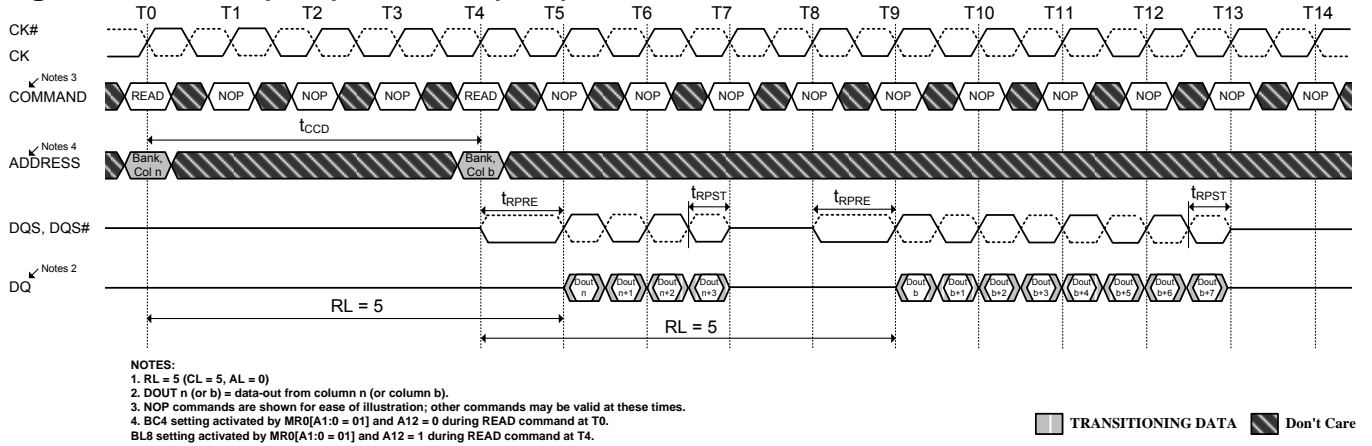 T0 T1 T2 T3 T4 T5 T6 T7 T8 T9 T10 T11 T12 T13 T14
CK#
CK
Notes 3
COMMAND
READ NOP NOP NOP READ NOP NOP NOP NOP NOP NOP NOP NOP NOP NOP
tCCD
Notes 4
ADDRESS
Bank, Col n
Bank, Col b
tRPRE tRPST tRPRE tRPST
DQS, DQS#
Notes 2
DQ
Dout n Dout n+1 Dout n+2 Dout n+3 Dout b Dout b+1 Dout b+2 Dout b+3 Dout b+4 Dout b+5 Dout b+6 Dout b+7
RL = 5
RL = 5
NOTES:
1. RL = 5 (CL = 5, AL = 0)
2. DOUT n (or b) = data-out from column n (or column b).
3. NOP commands are shown for ease of illustration; other commands may be valid at these times.
4. BC4 setting activated by MR0[A1:0 = 01] and A12 = 0 during READ command at T0.
BL8 setting activated by MR0[A1:0 = 01] and A12 = 1 during READ command at T4.
TRANSITIONING DATA Don't Care